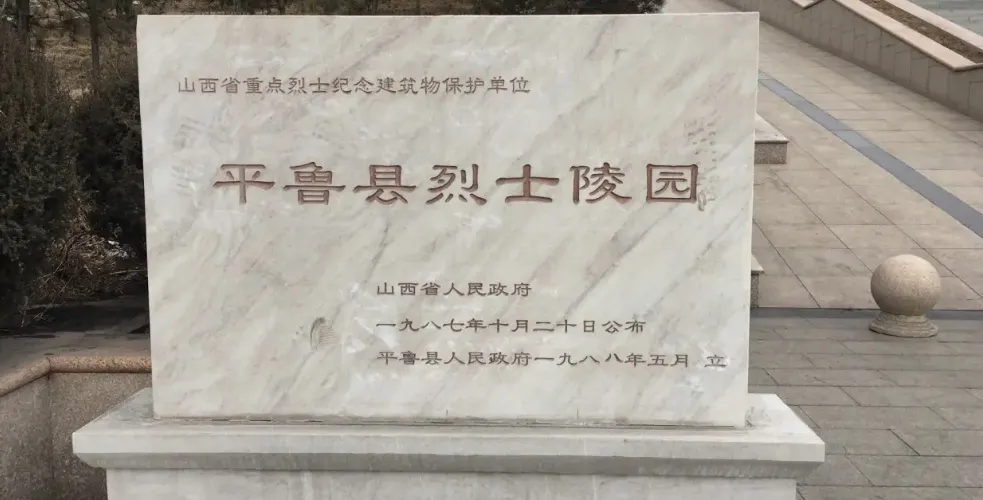 山西省重点烈士纪念建筑物保护单位
平鲁县烈士陵园
山西省人民政府
一九八七年十月二十日公布
平鲁县人民政府一九八八年五月 立